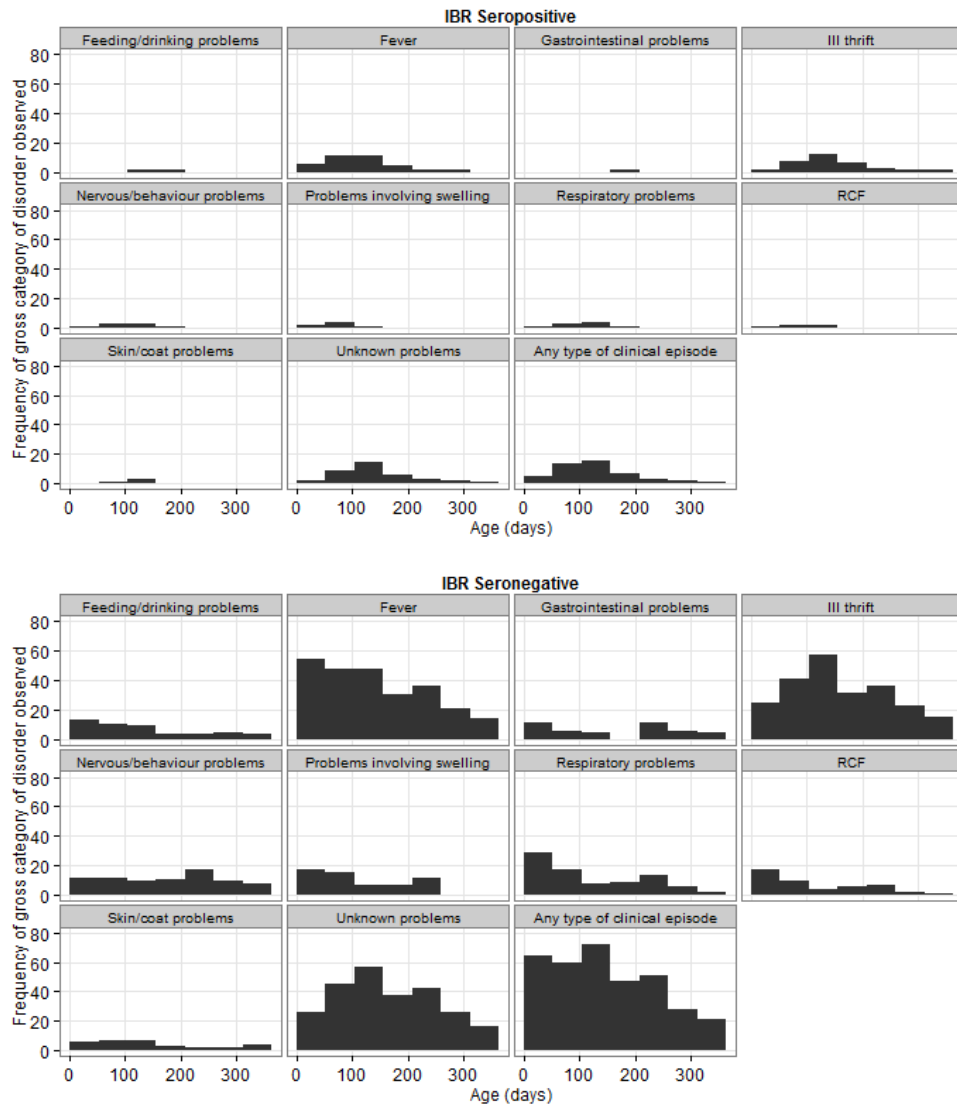 IBR Seropositive
Feeding/drinking problems Fever Gastrointestinal problems Ill thrift
80
60
40
20
0
Nervous/behaviour problems Problems involving swelling Respiratory problems RCF
80
60
40
20
0
Skin/coat problems Unknown problems Any type of clinical episode
80
60
40
20
0
Frequency of gross category of disorder observed
0 100 200 300 0 100 200 300 0 100 200 300
Age (days)
IBR Seronegative
Feeding/drinking problems Fever Gastrointestinal problems Ill thrift
80
60
40
20
0
Nervous/behaviour problems Problems involving swelling Respiratory problems RCF
80
60
40
20
0
Skin/coat problems Unknown problems Any type of clinical episode
80
60
40
20
0
Frequency of gross category of disorder observed
0 100 200 300 0 100 200 300 0 100 200 300
Age (days)